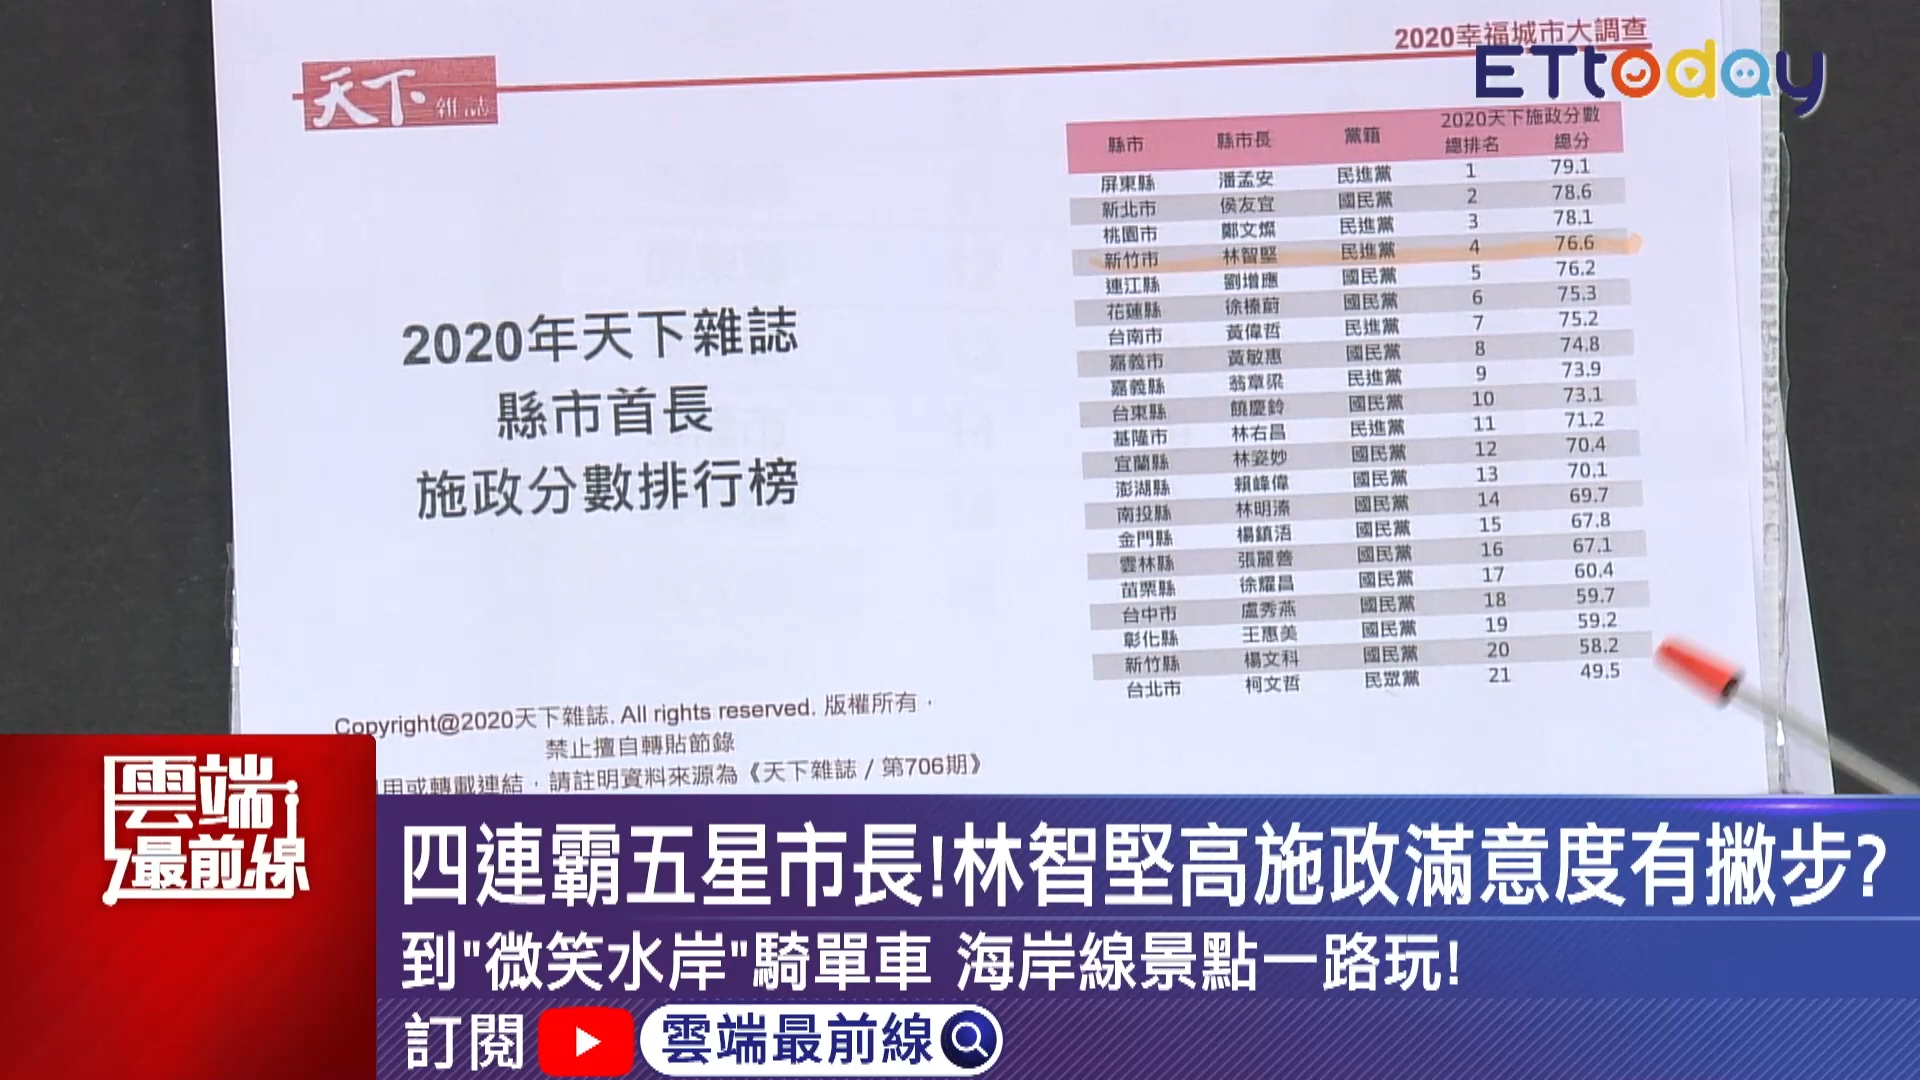 天下雜誌
2020幸福城市大調查
ETtoday
2020年天下雜誌
縣市首長
施政分數排行榜
2020天下施政分數
縣市 縣市長 黨籍 總排名 總分
屏東縣 潘孟安 民進黨 1 79.1
新北市 侯友宜 國民黨 2 78.6
桃園市 鄭文燦 民進黨 3 78.1
新竹市 林智堅 民進黨 4 76.6
連江縣 劉增應 國民黨 5 76.2
花蓮縣 徐榛蔚 國民黨 6 75.3
台南市 黃偉哲 民進黨 7 75.2
嘉義市 黃敏惠 國民黨 8 74.8
嘉義縣 翁章梁 民進黨 9 73.9
台東縣 饒慶鈴 國民黨 10 73.1
基隆市 林右昌 民進黨 11 71.2
宜蘭縣 林姿妙 國民黨 12 70.4
澎湖縣 賴峰偉 國民黨 13 70.1
南投縣 林明溱 國民黨 14 69.7
金門縣 楊鎮浯 國民黨 15 67.8
雲林縣 張麗善 國民黨 16 67.1
苗栗縣 徐耀昌 國民黨 17 60.4
台中市 盧秀燕 國民黨 18 59.7
彰化縣 王惠美 國民黨 19 59.2
新竹縣 楊文科 國民黨 20 58.2
台北市 柯文哲 民眾黨 21 49.5
Copyright@2020天下雜誌. All rights reserved. 版權所有，
禁止擅自轉貼節錄
用或轉載連結，請註明資料來源為《天下雜誌 / 第706期》
雲端
最前線
四連霸五星市長!林智堅高施政滿意度有撇步?
到"微笑水岸"騎單車 海岸線景點一路玩!
訂閱 雲端最前線